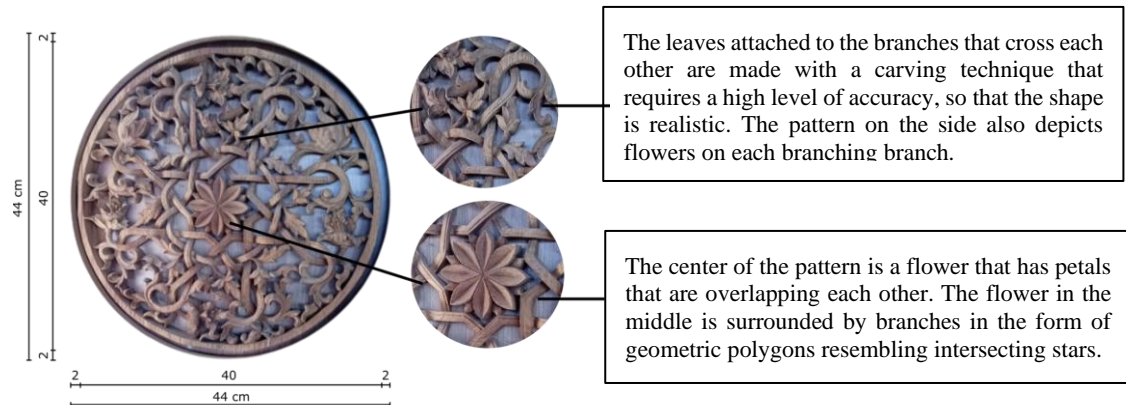 2
44 cm
40
2
2
40
2
44 cm
The leaves attached to the branches that cross each
other are made with a carving technique that
requires a high level of accuracy, so that the shape
is realistic. The pattern on the side also depicts
flowers on each branching branch.
The center of the pattern is a flower that has petals
that are overlapping each other. The flower in the
middle is surrounded by branches in the form of
geometric polygons resembling intersecting stars.